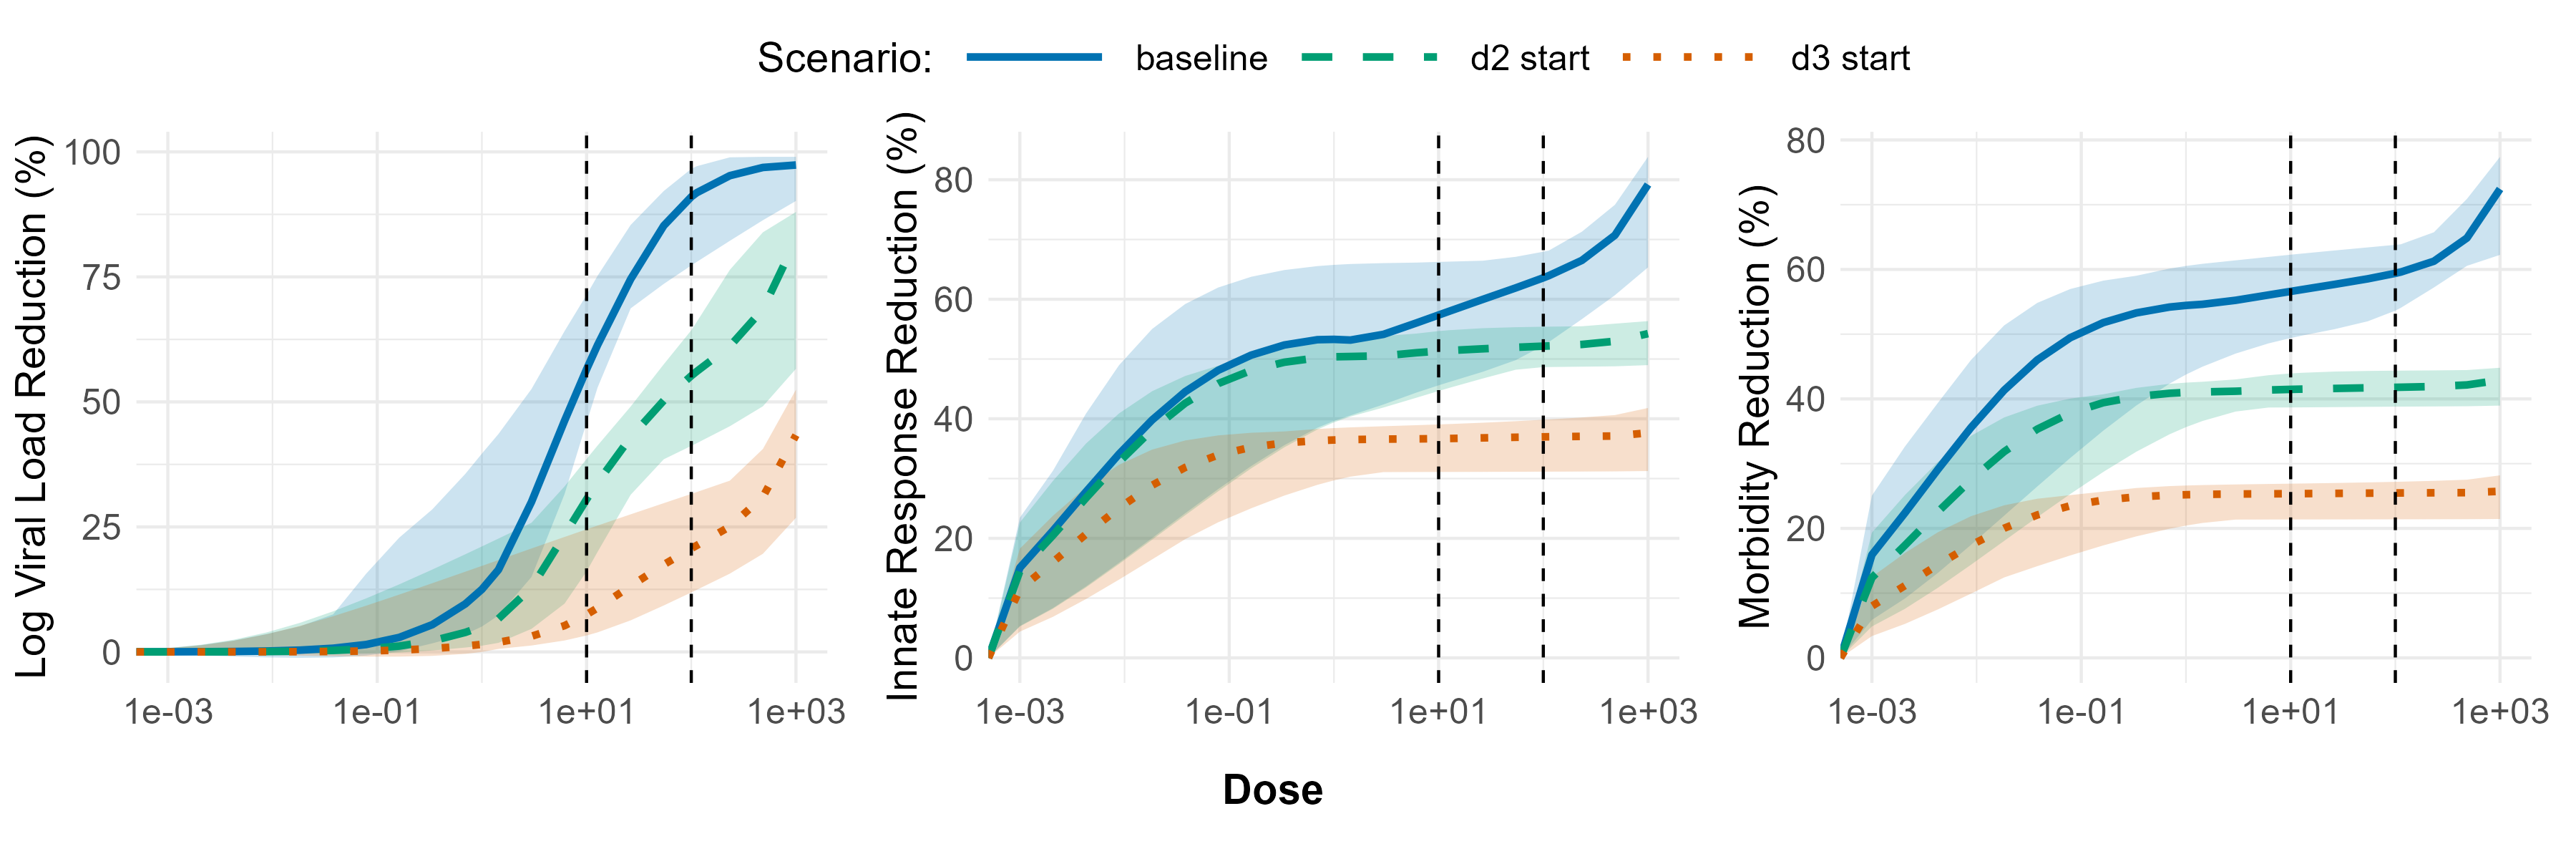 Scenario: baseline d2 start d3 start
Log Viral Load Reduction (%)
100
75
50
25
0
1e-03 1e-01 1e+01 1e+03
Innate Response Reduction (%)
80
60
40
20
0
1e-03 1e-01 1e+01 1e+03
Morbidity Reduction (%)
80
60
40
20
0
1e-03 1e-01 1e+01 1e+03
Dose